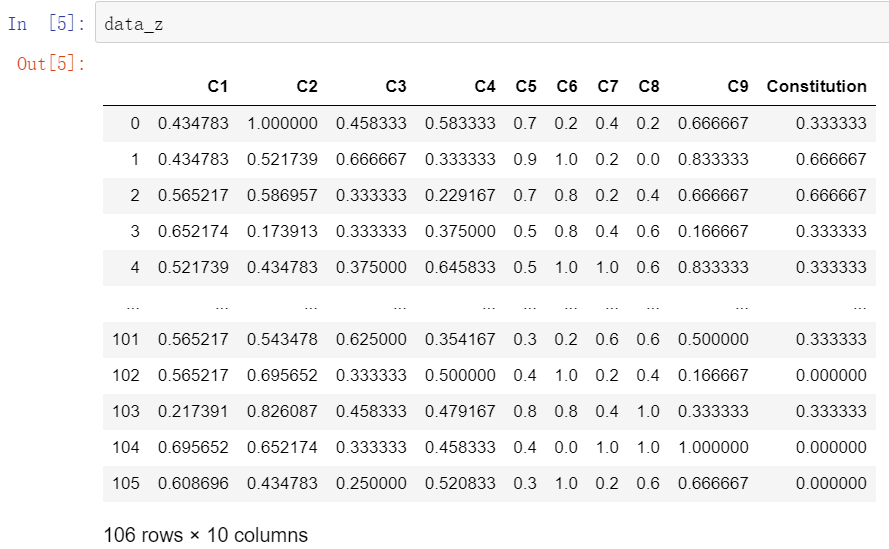 In [5]: data_z
Out[5]:
C1 C2 C3 C4 C5 C6 C7 C8 C9 Constitution
0 0.434783 1.000000 0.458333 0.583333 0.7 0.2 0.4 0.2 0.666667 0.333333
1 0.434783 0.521739 0.666667 0.333333 0.9 1.0 0.2 0.0 0.833333 0.666667
2 0.565217 0.586957 0.333333 0.229167 0.7 0.8 0.2 0.4 0.666667 0.666667
3 0.652174 0.173913 0.333333 0.375000 0.5 0.8 0.4 0.6 0.166667 0.333333
4 0.521739 0.434783 0.375000 0.645833 0.5 1.0 1.0 0.6 0.833333 0.333333
... ... ... ... ... ... ... ... ... ... ...
101 0.565217 0.543478 0.625000 0.354167 0.3 0.2 0.6 0.6 0.500000 0.333333
102 0.565217 0.695652 0.333333 0.500000 0.4 1.0 0.2 0.4 0.166667 0.000000
103 0.217391 0.826087 0.458333 0.479167 0.8 0.8 0.4 1.0 0.333333 0.333333
104 0.695652 0.652174 0.333333 0.458333 0.4 0.0 1.0 1.0 1.000000 0.000000
105 0.608696 0.434783 0.250000 0.520833 0.3 1.0 0.2 0.6 0.666667 0.000000
106 rows × 10 columns